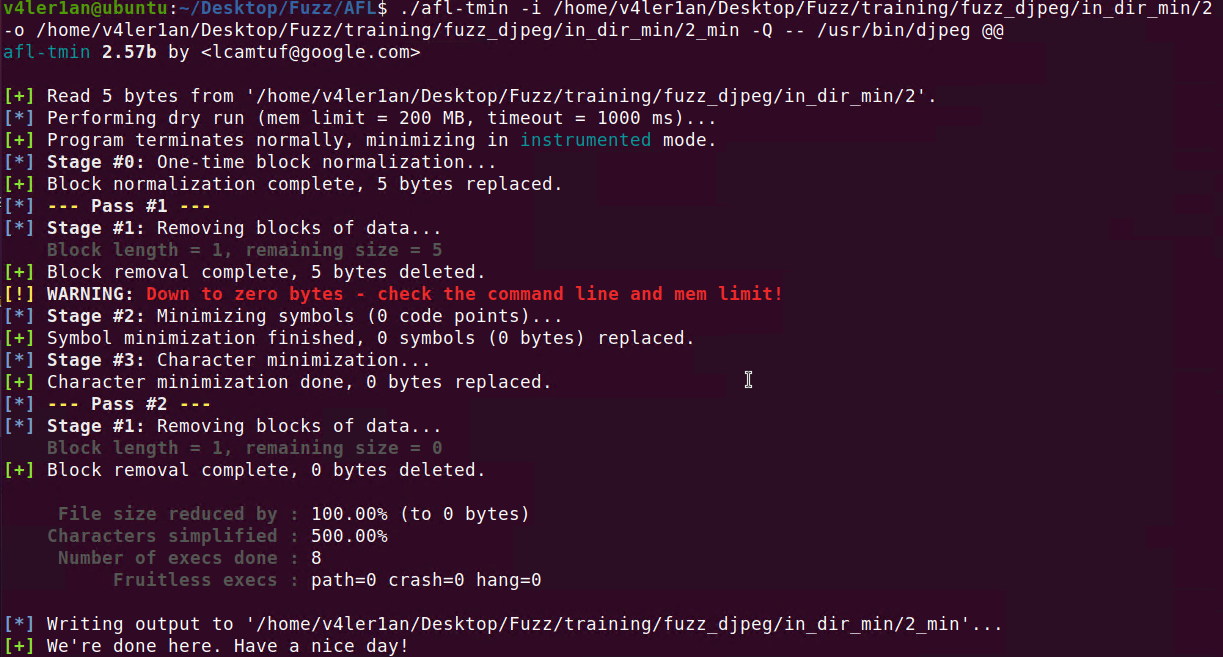 v4ler1an@ubuntu:~/Desktop/Fuzz/AFL$ ./afl-tmin -i /home/v4ler1an/Desktop/Fuzz/training/fuzz_djpeg/in_dir_min/2
-o /home/v4ler1an/Desktop/Fuzz/training/fuzz_djpeg/in_dir_min/2_min -Q -- /usr/bin/djpeg @@
afl-tmin 2.57b by <lcamtuf@google.com>

[+] Read 5 bytes from '/home/v4ler1an/Desktop/Fuzz/training/fuzz_djpeg/in_dir_min/2'.
[*] Performing dry run (mem limit = 200 MB, timeout = 1000 ms)...
[+] Program terminates normally, minimizing in instrumented mode.
[*] Stage #0: One-time block normalization...
[+] Block normalization complete, 5 bytes replaced.
[*] --- Pass #1 ---
[*] Stage #1: Removing blocks of data...
    Block length = 1, remaining size = 5
[+] Block removal complete, 5 bytes deleted.
[!] WARNING: Down to zero bytes - check the command line and mem limit!
[*] Stage #2: Minimizing symbols (0 code points)...
[+] Symbol minimization finished, 0 symbols (0 bytes) replaced.
[*] Stage #3: Character minimization...
[+] Character minimization done, 0 bytes replaced.
[*] --- Pass #2 ---
[*] Stage #1: Removing blocks of data...
    Block length = 1, remaining size = 0
[+] Block removal complete, 0 bytes deleted.

     File size reduced by : 100.00% (to 0 bytes)
    Characters simplified : 500.00%
     Number of execs done : 8
          Fruitless execs : path=0 crash=0 hang=0

[*] Writing output to '/home/v4ler1an/Desktop/Fuzz/training/fuzz_djpeg/in_dir_min/2_min'...
[+] We're done here. Have a nice day!